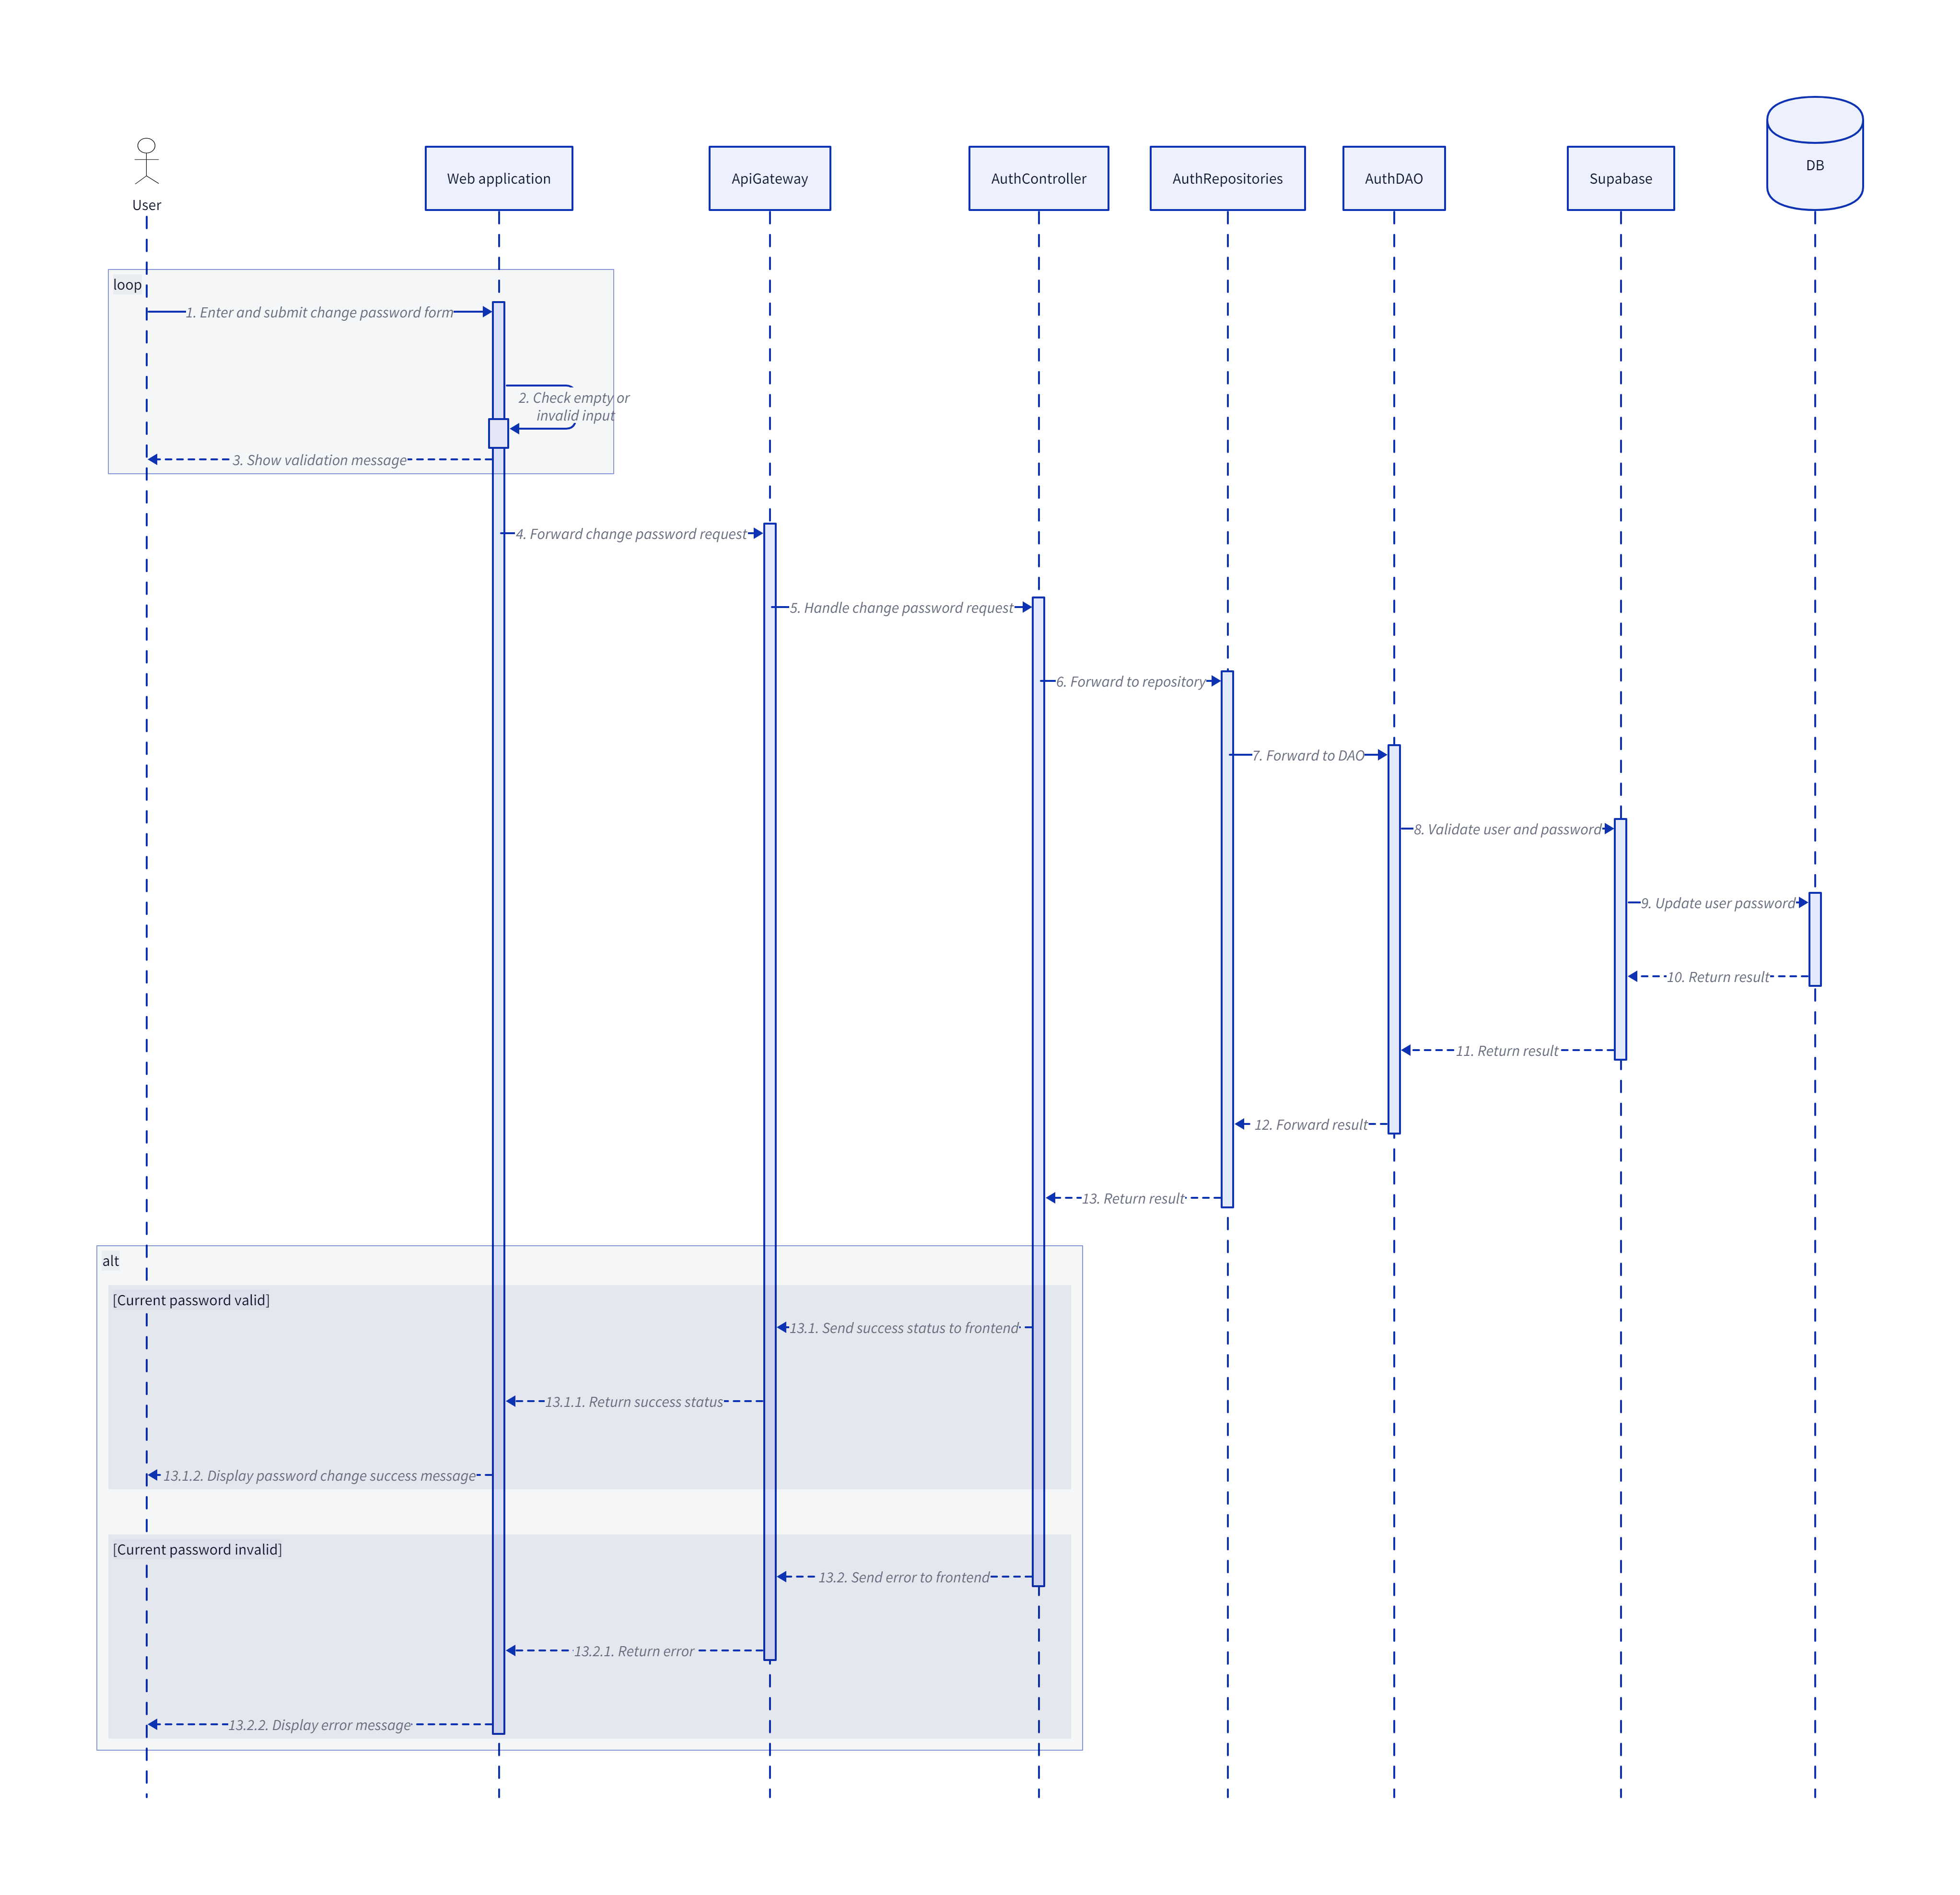 User
Web application
ApiGateway
AuthController
AuthRepositories
AuthDAO
Supabase
DB
loop
1. Enter and submit change password form
2. Check empty or
invalid input
3. Show validation message
4. Forward change password request
5. Handle change password request
6. Forward to repository
7. Forward to DAO
8. Validate user and password
9. Update user password
10. Return result
11. Return result
12. Forward result
13. Return result
alt
[Current password valid]
13.1. Send success status to frontend
13.1.1. Return success status
13.1.2. Display password change success message
[Current password invalid]
13.2. Send error to frontend
13.2.1. Return error
13.2.2. Display error message